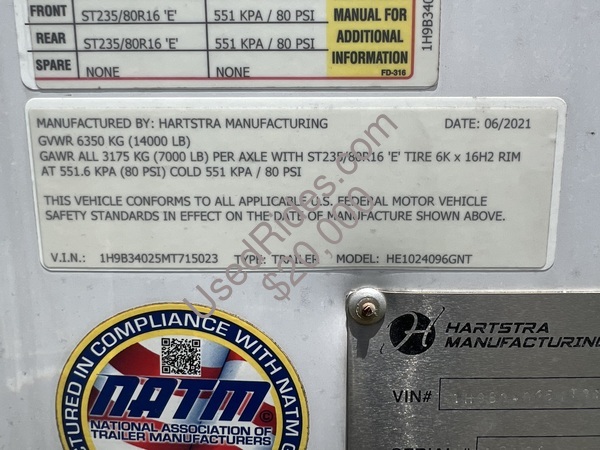 FRONT ST235/80R16 'E' 551 KPA / 80 PSI
REAR ST235/80R16 'E' 551 KPA / 80 PSI
SPARE NONE NONE
MANUAL FOR
ADDITIONAL
INFORMATION
FD-316
1H9B340
MANUFACTURED BY: HARTSTRA MANUFACTURING DATE: 06/2021
GVWR 6350 KG (14000 LB)
GAWR ALL 3175 KG (7000 LB) PER AXLE WITH ST235/80R16 'E' TIRE 6K x 16H2 RIM
AT 551.6 KPA (80 PSI) COLD 551 KPA / 80 PSI
THIS VEHICLE CONFORMS TO ALL APPLICABLE U.S. FEDERAL MOTOR VEHICLE
SAFETY STANDARDS IN EFFECT ON THE DATE OF MANUFACTURE SHOWN ABOVE.
V.I.N.: 1H9B34025MT715023 TYPE: TRAILER MODEL: HE1024096GNT
UsedRides.com
$20,000
IN COMPLIANCE WITH NATM
NATM
©
NATIONAL ASSOCIATION OF
TRAILER MANUFACTURERS
H HARTSTRA
MANUFACTURING
VIN#